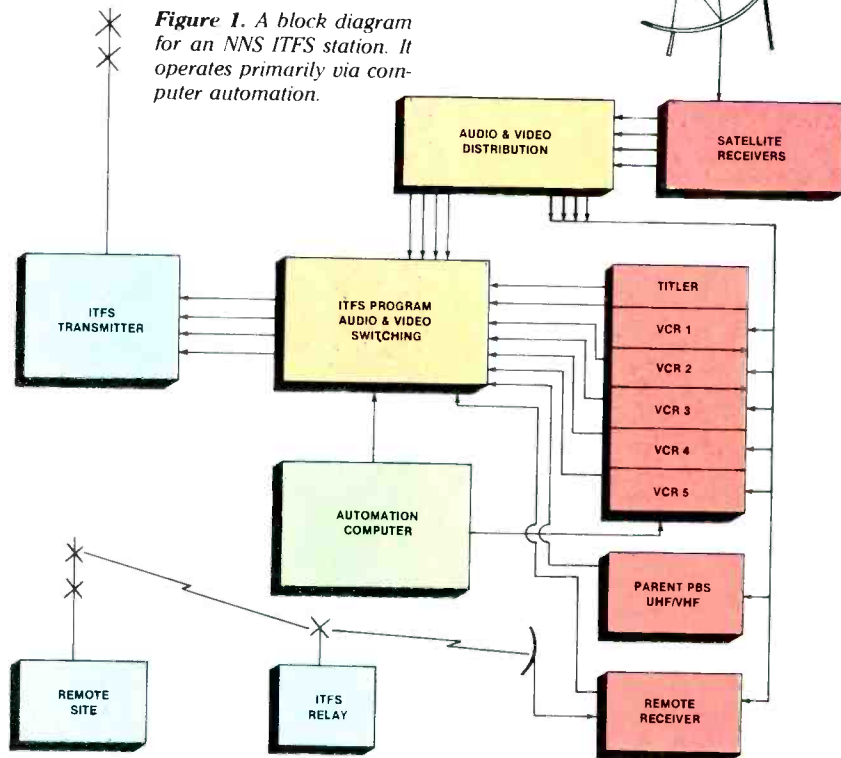 Figure 1. A block diagram
for an NNS ITFS station. It
operates primarily via com-
puter automation.
AUDIO & VIDEO
DISTRIBUTION
SATELLITE
RECEIVERS
ITFS
TRANSMITTER
ITFS PROGRAM
AUDIO & VIDEO
SWITCHING
TITLER
VCR 1
VCR 2
VCR 3
VCR 4
VCR 5
AUTOMATION
COMPUTER
PARENT PBS
UHF/VHF
REMOTE
SITE
ITFS
RELAY
REMOTE
RECEIVER